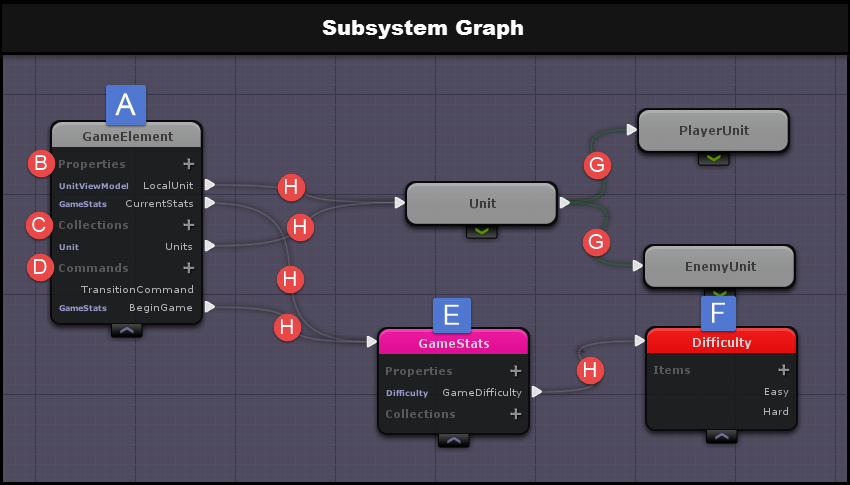 Subsystem Graph
A
GameElement
B
Properties +
UnitViewModel LocalUnit
GameStats CurrentStats
C
Collections +
Unit Units
D
Commands +
TransitionCommand
GameStats BeginGame
H
H
H
H
Unit
G
G
PlayerUnit
EnemyUnit
E
GameStats
Properties +
Difficulty GameDifficulty
Collections +
H
F
Difficulty
Items +
Easy
Hard